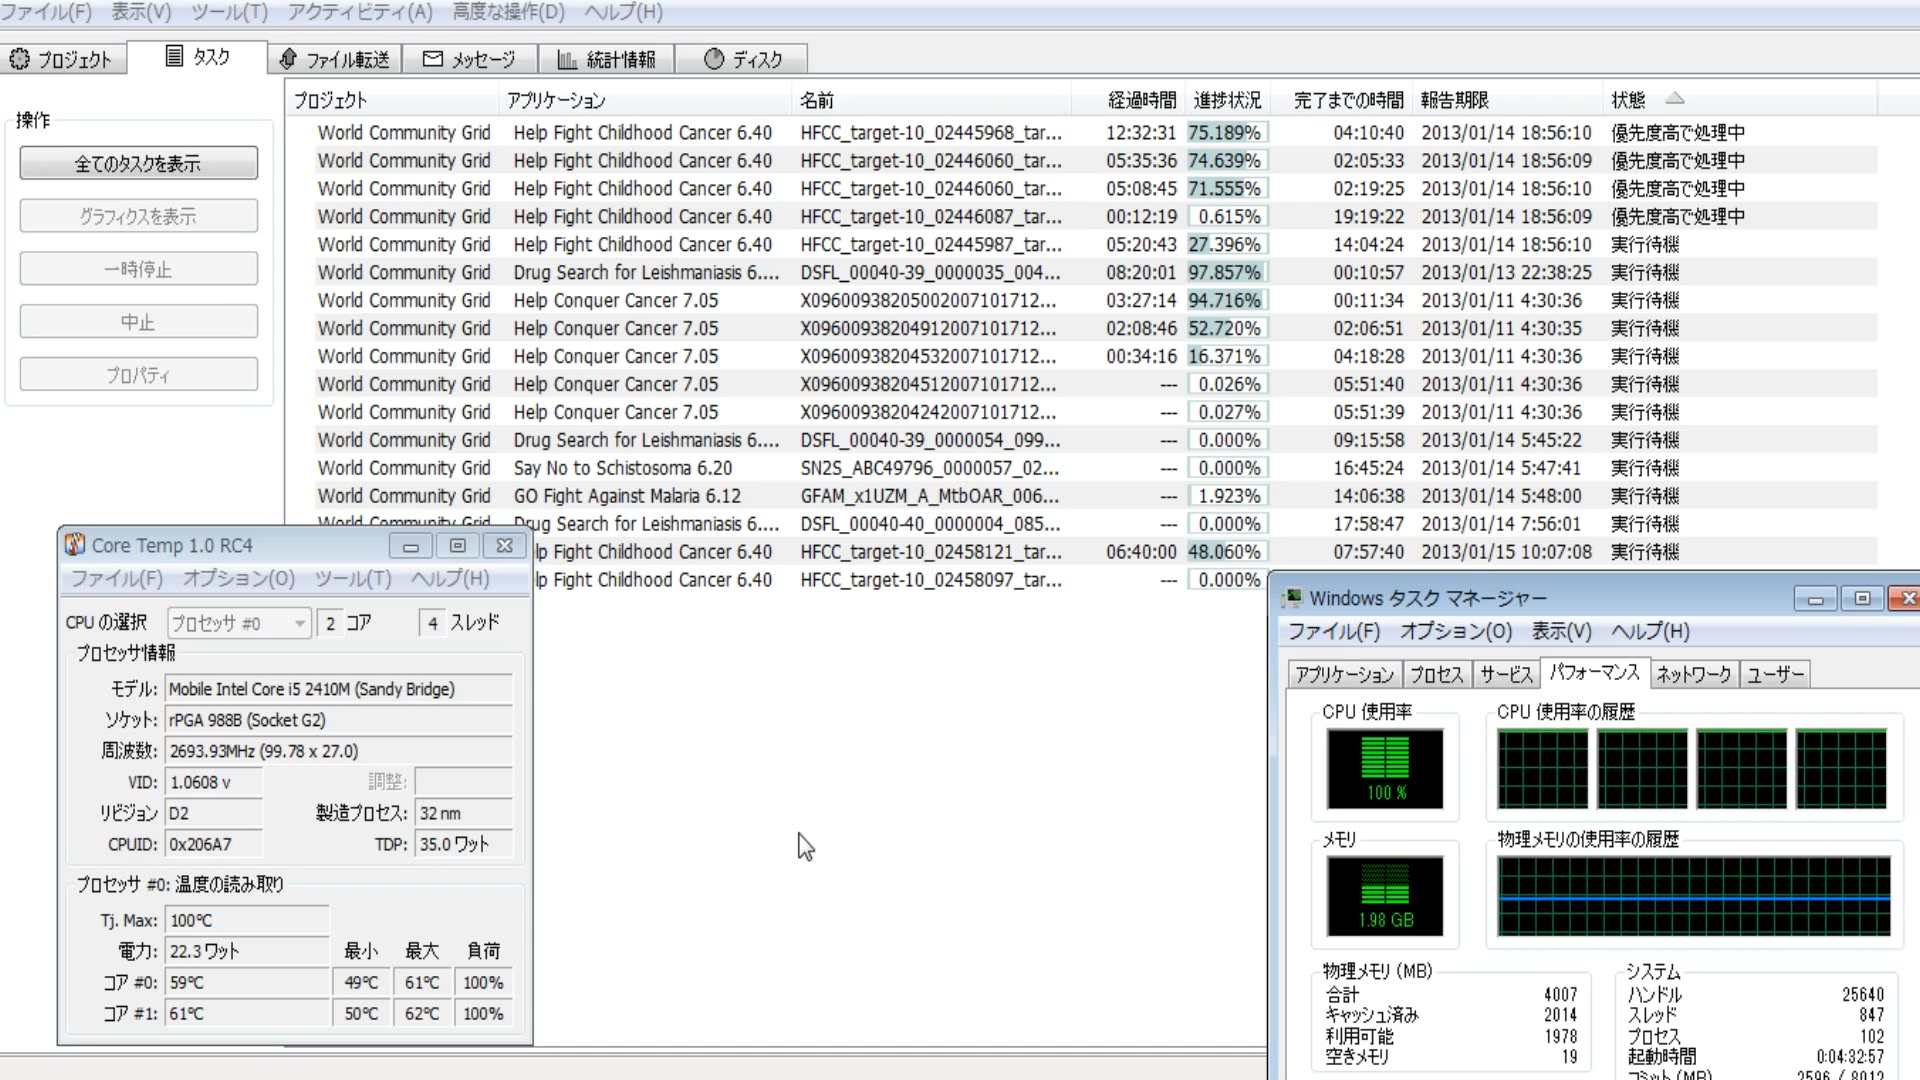 ファイル(F) 表示(V) ツール(T) アクティビティ(A) 高度な操作(D) ヘルプ(H)
プロジェクト タスク ファイル転送 メッセージ 統計情報 ディスク
操作
全てのタスクを表示
グラフィクスを表示
一時停止
中止
プロパティ
プロジェクト アプリケーション 名前 経過時間 進捗状況 完了までの時間 報告期限 状態
World Community Grid Help Fight Childhood Cancer 6.40 HFCC_target-10_02445968_tar... 12:32:31 75.189% 04:10:40 2013/01/14 18:56:10 優先度高で処理中
World Community Grid Help Fight Childhood Cancer 6.40 HFCC_target-10_02446060_tar... 05:35:36 74.639% 02:05:33 2013/01/14 18:56:09 優先度高で処理中
World Community Grid Help Fight Childhood Cancer 6.40 HFCC_target-10_02446060_tar... 05:08:45 71.555% 02:19:25 2013/01/14 18:56:10 優先度高で処理中
World Community Grid Help Fight Childhood Cancer 6.40 HFCC_target-10_02446087_tar... 00:12:19 0.615% 19:19:22 2013/01/14 18:56:09 優先度高で処理中
World Community Grid Help Fight Childhood Cancer 6.40 HFCC_target-10_02445987_tar... 05:20:43 27.396% 14:04:24 2013/01/14 18:56:10 実行待機
World Community Grid Drug Search for Leishmaniasis 6.... DSFL_00040-39_0000035_004... 08:20:01 97.857% 00:10:57 2013/01/13 22:38:25 実行待機
World Community Grid Help Conquer Cancer 7.05 X09600938205002007101712... 03:27:14 94.716% 00:11:34 2013/01/11 4:30:36 実行待機
World Community Grid Help Conquer Cancer 7.05 X09600938204912007101712... 02:08:46 52.720% 02:06:51 2013/01/11 4:30:35 実行待機
World Community Grid Help Conquer Cancer 7.05 X09600938204532007101712... 00:34:16 16.371% 04:18:28 2013/01/11 4:30:36 実行待機
World Community Grid Help Conquer Cancer 7.05 X09600938204512007101712... --- 0.026% 05:51:40 2013/01/11 4:30:36 実行待機
World Community Grid Help Conquer Cancer 7.05 X09600938204242007101712... --- 0.027% 05:51:39 2013/01/11 4:30:36 実行待機
World Community Grid Drug Search for Leishmaniasis 6.... DSFL_00040-39_0000054_099... --- 0.000% 09:15:58 2013/01/14 5:45:22 実行待機
World Community Grid Say No to Schistosoma 6.20 SN2S_ABC49796_0000057_02... --- 0.000% 16:45:24 2013/01/14 5:47:41 実行待機
World Community Grid GO Fight Against Malaria 6.12 GFAM_x1UZM_A_MtbOAR_006... --- 1.923% 14:06:38 2013/01/14 5:48:00 実行待機
World Community Grid Drug Search for Leishmaniasis 6.... DSFL_00040-40_0000004_085... --- 0.000% 17:58:47 2013/01/14 7:56:01 実行待機
lp Fight Childhood Cancer 6.40 HFCC_target-10_02458121_tar... 06:40:00 48.060% 07:57:40 2013/01/15 10:07:08 実行待機
lp Fight Childhood Cancer 6.40 HFCC_target-10_02458097_tar... --- 0.000%
Core Temp 1.0 RC4
ファイル(F) オプション(O) ツール(T) ヘルプ(H)
CPU の選択 プロセッサ #0 2 コア 4 スレッド
プロセッサ情報
モデル: Mobile Intel Core i5 2410M (Sandy Bridge)
ソケット: rPGA 988B (Socket G2)
周波数: 2693.93MHz (99.78 x 27.0)
VID: 1.0608 v 調整:
リビジョン D2 製造プロセス: 32 nm
CPUID: 0x206A7 TDP: 35.0 ワット
プロセッサ #0: 温度の読み取り
Tj. Max: 100℃
電力: 22.3 ワット 最小 最大 負荷
コア #0: 59℃ 49℃ 61℃ 100%
コア #1: 61℃ 50℃ 62℃ 100%
Windows タスク マネージャー
ファイル(F) オプション(O) 表示(V) ヘルプ(H)
アプリケーション プロセス サービス パフォーマンス ネットワーク ユーザー
CPU 使用率 CPU 使用率の履歴
100 %
メモリ 物理メモリの使用率の履歴
1.98 GB
物理メモリ (MB)
合計 4007
キャッシュ済み 2014
利用可能 1978
空きメモリ 19
システム
ハンドル 25640
スレッド 847
プロセス 102
起動時間 0:04:32:57
コミット (MB) 2596 / 8012